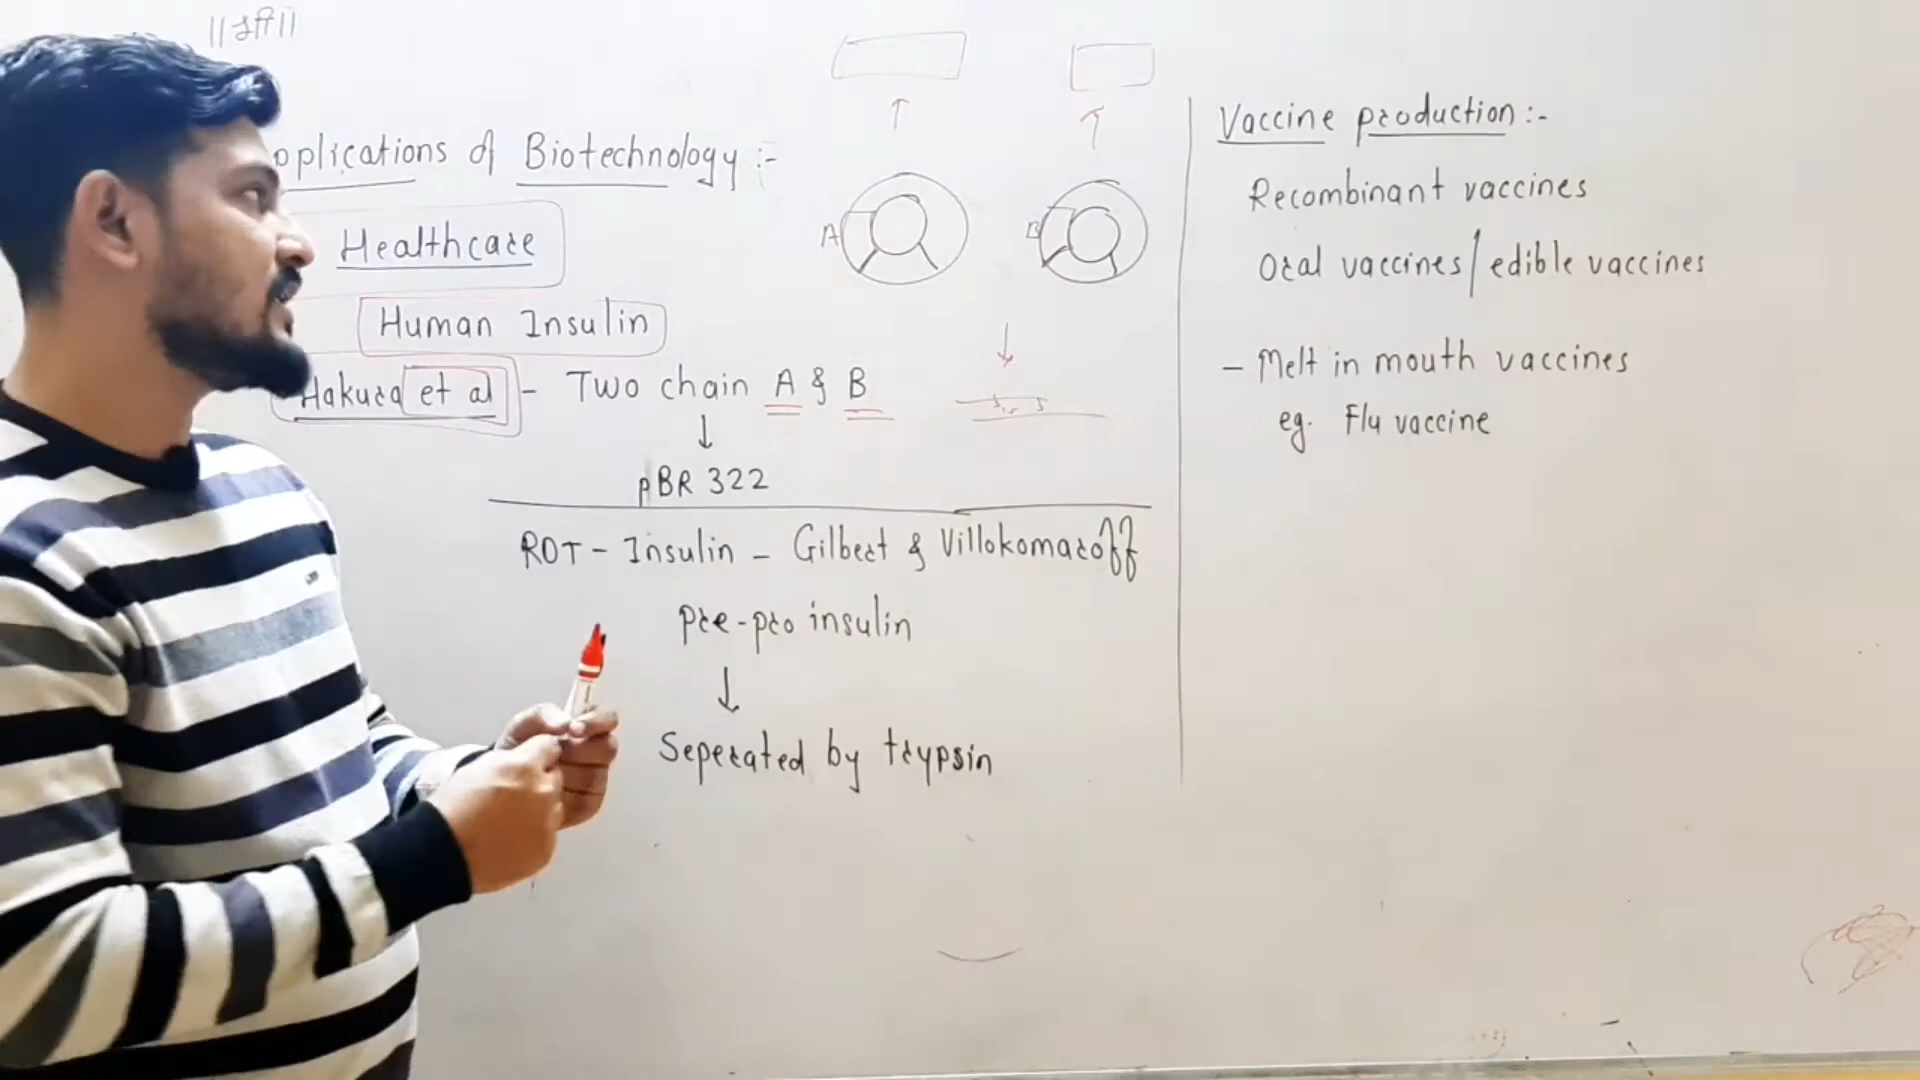 ॥ श्री ॥
pplications of Biotechnology :-
Healthcare
Human Insulin
Hakura et al - Two chain A & B
↓
pBR 322
RDT - Insulin - Gilbert & Villokomaroff
Pre-pro insulin
↓
Seperated by trypsin
A
B
Vaccine production :-
Recombinant vaccines
Oral vaccines / edible vaccines
- Melt in mouth vaccines
eg. Flu vaccine